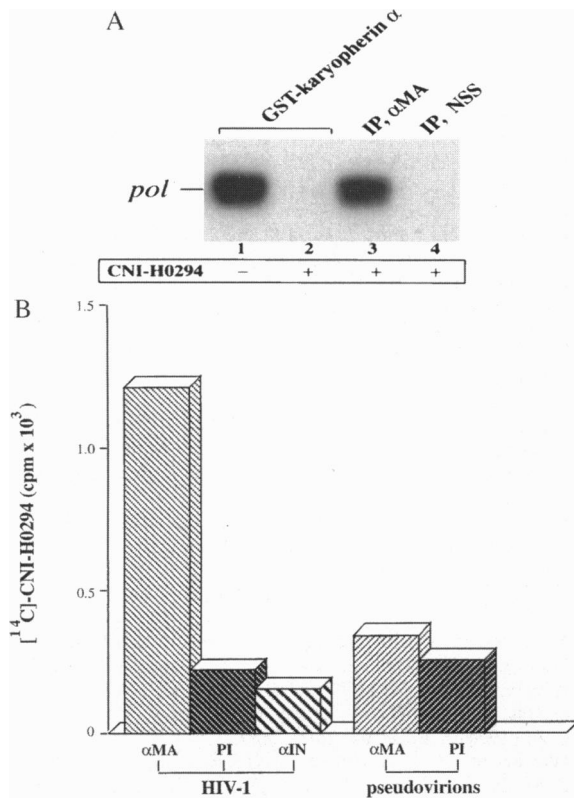 A
GST-karyopherin α
IP, αMA
IP, NSS
pol
1 2 3 4
CNI-H0294 – + + +
B
[¹⁴C]-CNI-H0294 (cpm x 10³)
1.5
1.0
0.5
0
αMA PI αIN αMA PI
HIV-1 pseudovirions